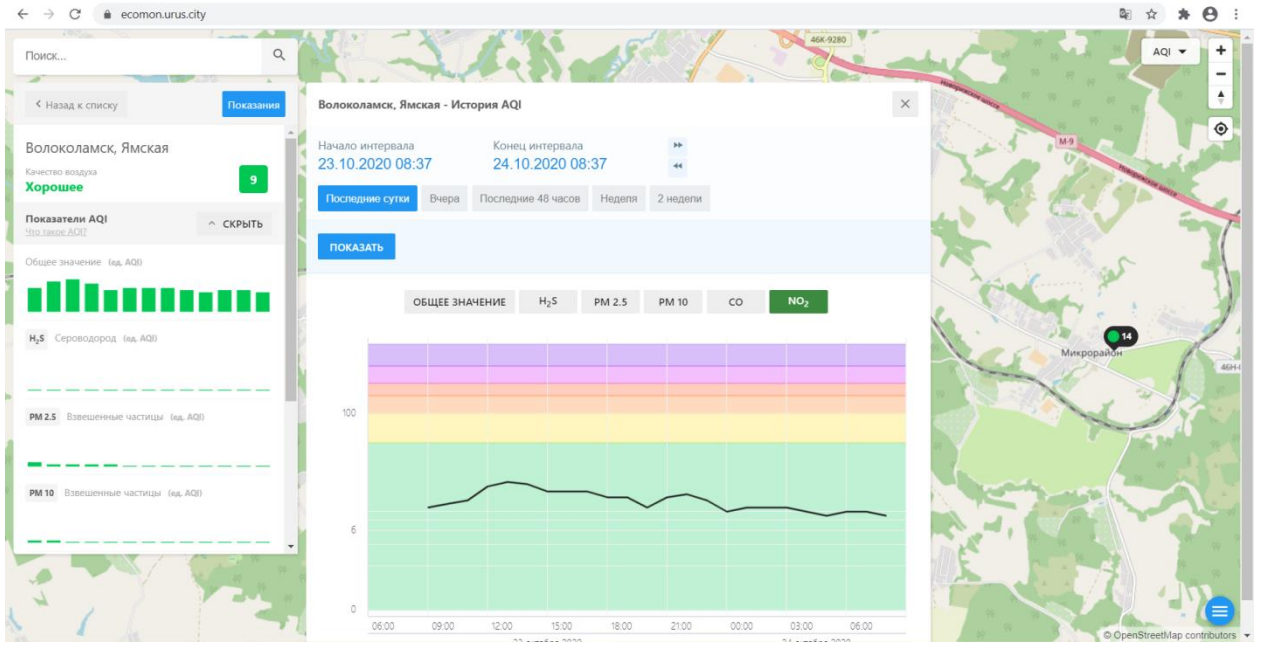 ecomon.urus.city
Поиск...
AQI
Назад к списку
Показания
Волоколамск, Ямская
Качество воздуха
Хорошее
9
Показатели AQI
Что такое AQI?
СКРЫТЬ
Общее значение (ед. AQI)
H₂S Сероводород (ед. AQI)
PM 2.5 Взвешенные частицы (ед. AQI)
PM 10 Взвешенные частицы (ед. AQI)
Волоколамск, Ямская - История AQI
Начало интервала
Конец интервала
23.10.2020 08:37
24.10.2020 08:37
Последние сутки
Вчера
Последние 48 часов
Неделя
2 недели
ПОКАЗАТЬ
ОБЩЕЕ ЗНАЧЕНИЕ
H₂S
PM 2.5
PM 10
CO
NO₂
100
6
0
06:00
09:00
12:00
15:00
18:00
21:00
00:00
03:00
06:00
46К-9280
Новорижское шоссе
М-9
Новорижское шоссе
14
Микрорайон
© OpenStreetMap contributors